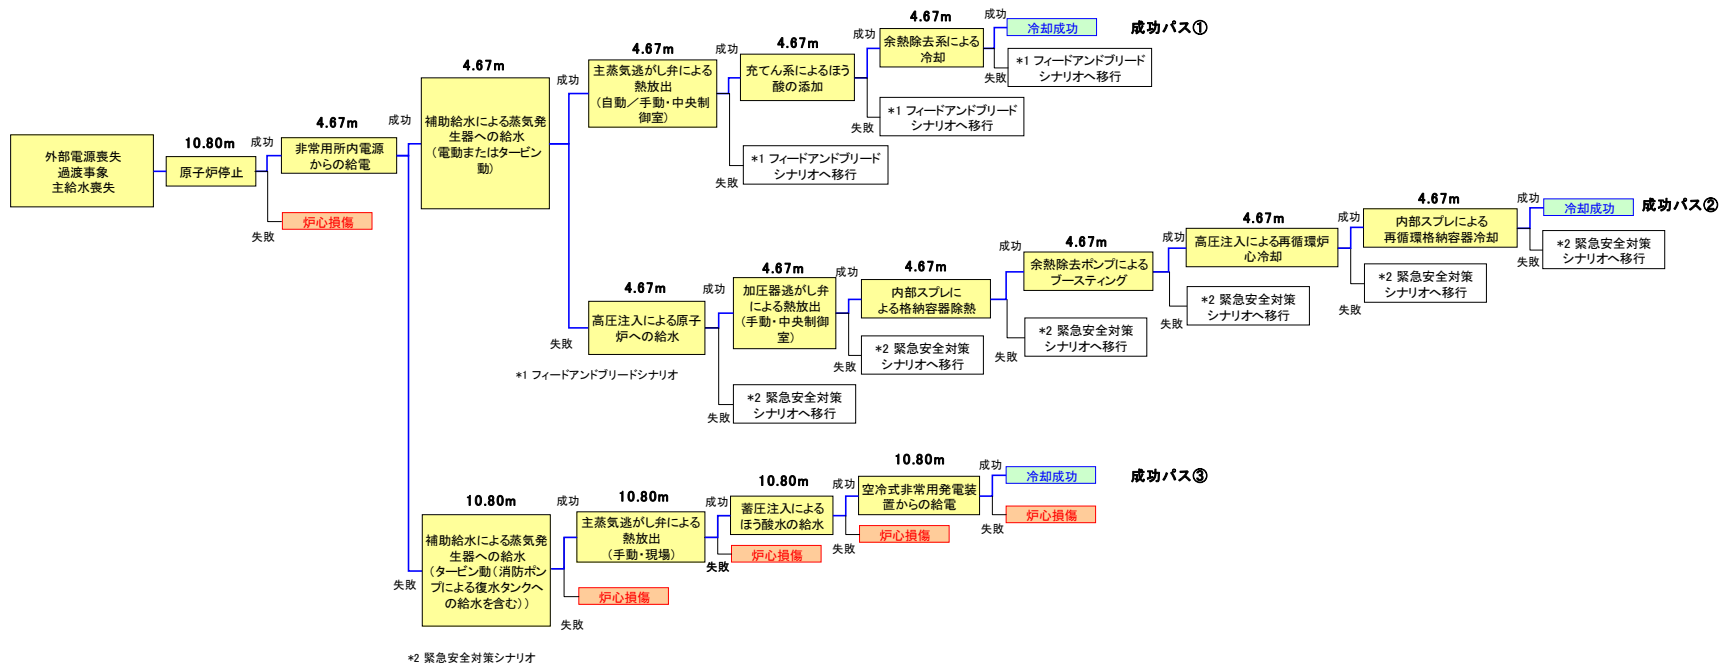 外部電源喪失
過渡事象
主給水喪失
10.80m
原子炉停止
成功
失敗
炉心損傷
4.67m
非常用所内電源
からの給電
成功
失敗
4.67m
補助給水による蒸気発
生器への給水
(電動またはタービン
動)
成功
失敗
4.67m
主蒸気逃がし弁による
熱放出
(自動/手動・中央制
御室)
成功
失敗
*1 フィードアンドブリード
シナリオへ移行
4.67m
充てん系によるほう
酸の添加
成功
失敗
*1 フィードアンドブリード
シナリオへ移行
4.67m
余熱除去系による
冷却
成功
失敗
冷却成功
成功パス①
*1 フィードアンドブリード
シナリオへ移行
4.67m
高圧注入による原子
炉への給水
*1 フィードアンドブリードシナリオ
成功
失敗
*2 緊急安全対策
シナリオへ移行
4.67m
加圧器逃がし弁
による熱放出
(手動・中央制御
室)
成功
失敗
*2 緊急安全対策
シナリオへ移行
4.67m
内部スプレに
よる格納容器除熱
成功
失敗
*2 緊急安全対策
シナリオへ移行
4.67m
余熱除去ポンプによる
ブースティング
成功
失敗
*2 緊急安全対策
シナリオへ移行
4.67m
高圧注入による再循環炉
心冷却
成功
失敗
*2 緊急安全対策
シナリオへ移行
4.67m
内部スプレによる
再循環格納容器冷却
成功
失敗
冷却成功
成功パス②
*2 緊急安全対策
シナリオへ移行
10.80m
補助給水による蒸気発
生器への給水
(タービン動(消防ポン
プによる復水タンクへ
の給水を含む))
*2 緊急安全対策シナリオ
成功
失敗
炉心損傷
10.80m
主蒸気逃がし弁による
熱放出
(手動・現場)
成功
失敗
炉心損傷
10.80m
蓄圧注入による
ほう酸水の給水
成功
失敗
炉心損傷
10.80m
空冷式非常用発電装
置からの給電
成功
失敗
冷却成功
成功パス③
炉心損傷